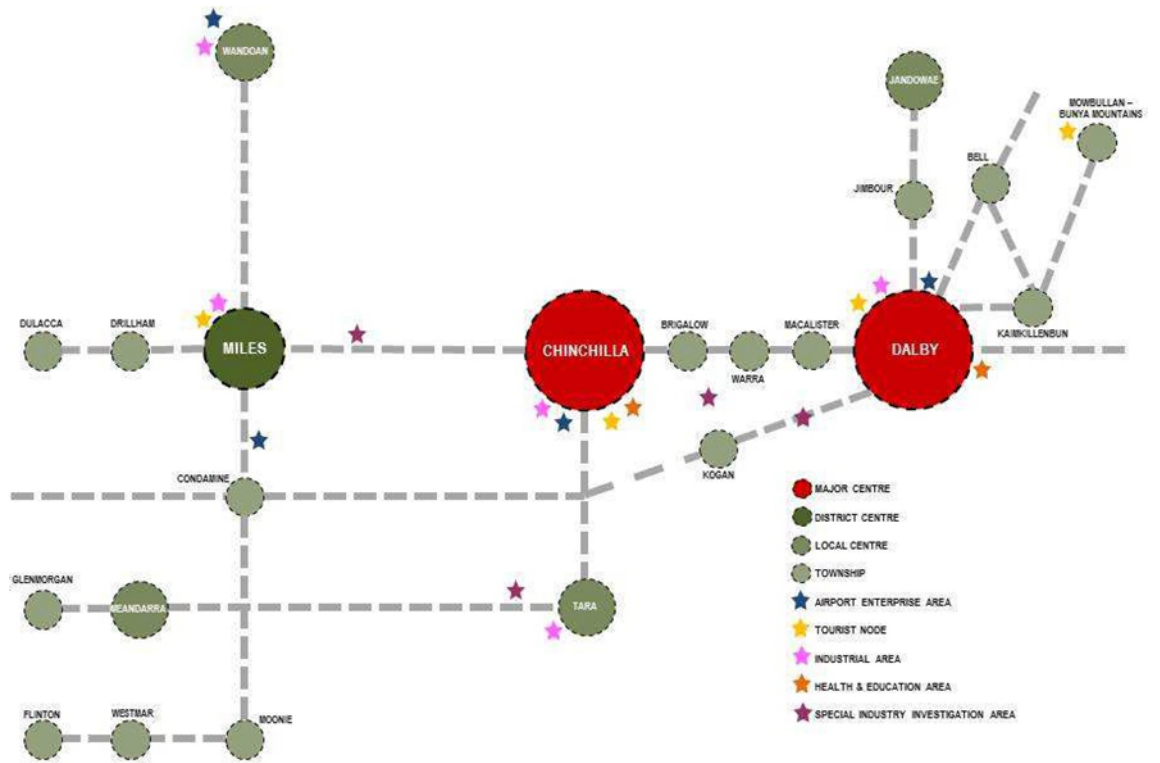 WANDOAN
JANDOWAE
MOWBULLAN –
BUNYA MOUNTAINS
BELL
JIMBOUR
DULACCA
DRILLHAM
MILES
CHINCHILLA
BRIGALOW
WARRA
MACALISTER
DALBY
KAIMKILLENBUN
CONDAMINE
KOGAN
GLENMORGAN
MEANDARRA
TARA
FLINTON
WESTMAR
MOONIE
MAJOR CENTRE
DISTRICT CENTRE
LOCAL CENTRE
TOWNSHIP
AIRPORT ENTERPRISE AREA
TOURIST NODE
INDUSTRIAL AREA
HEALTH & EDUCATION AREA
SPECIAL INDUSTRY INVESTIGATION AREA